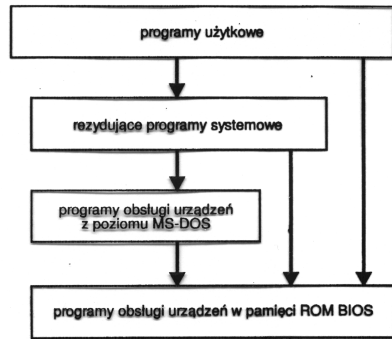 programy użytkowe
rezydujące programy systemowe
programy obsługi urządzeń
z poziomu MS-DOS
programy obsługi urządzeń w pamięci ROM BIOS